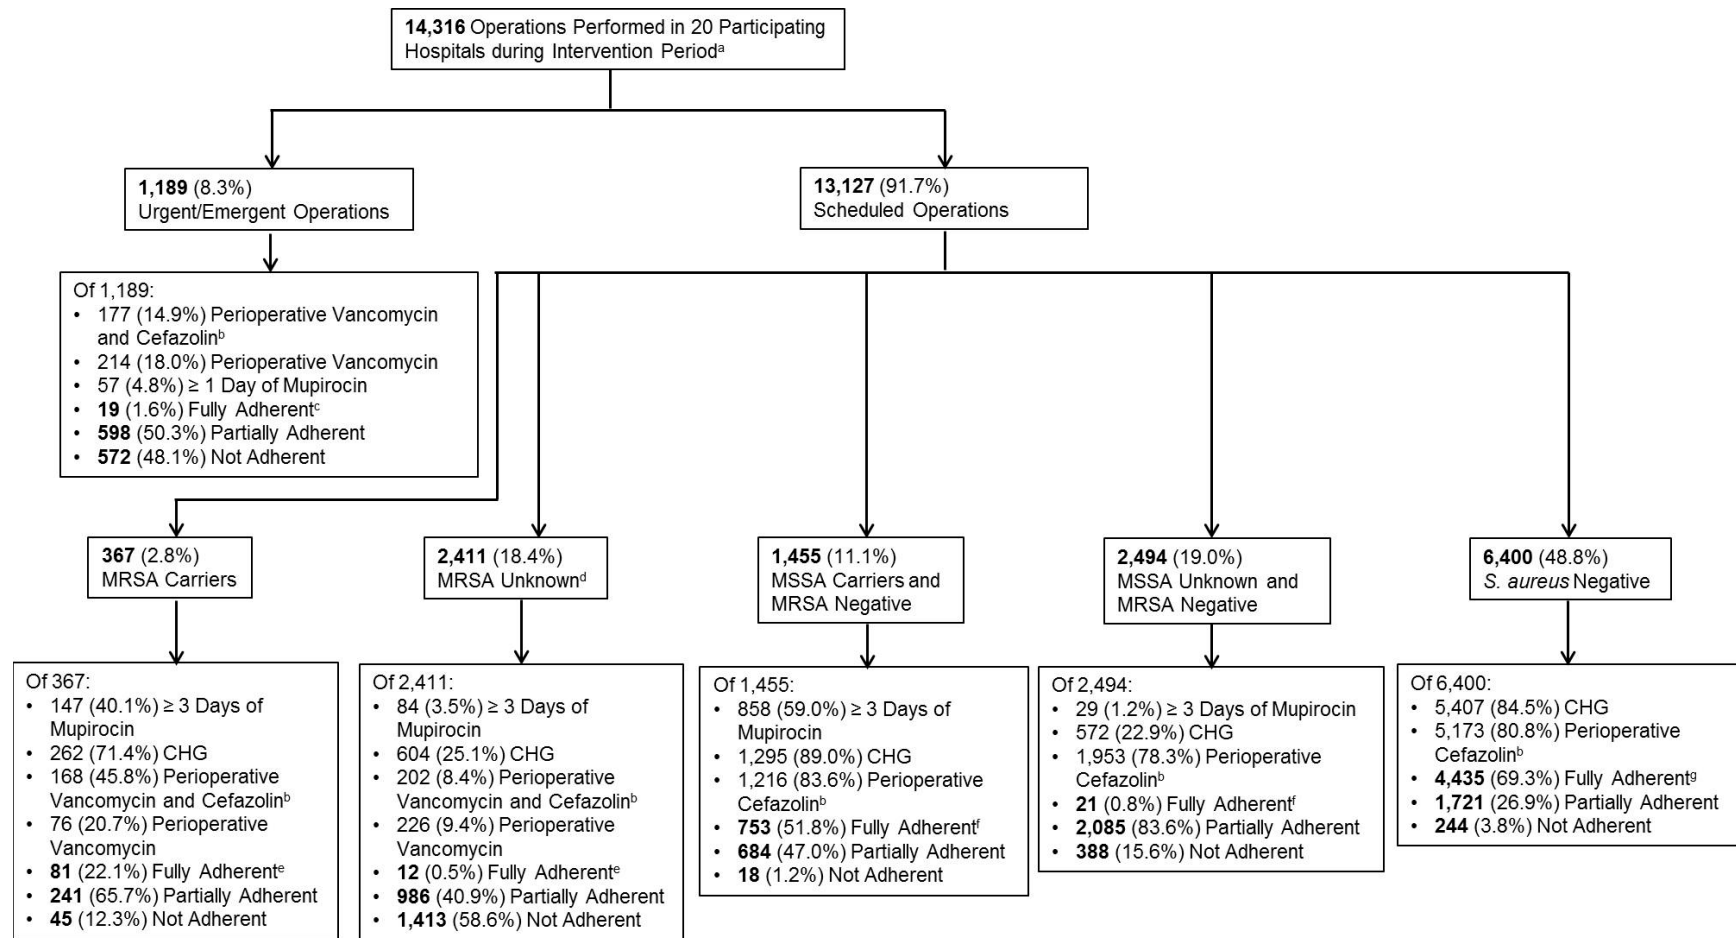 14,316 Operations Performed in 20 Participating
Hospitals during Intervention Periodᵃ
1,189 (8.3%)
Urgent/Emergent Operations
13,127 (91.7%)
Scheduled Operations
Of 1,189:
• 177 (14.9%) Perioperative Vancomycin
and Cefazolinᵇ
• 214 (18.0%) Perioperative Vancomycin
• 57 (4.8%) ≥ 1 Day of Mupirocin
• 19 (1.6%) Fully Adherentᶜ
• 598 (50.3%) Partially Adherent
• 572 (48.1%) Not Adherent
367 (2.8%)
MRSA Carriers
2,411 (18.4%)
MRSA Unknownᵈ
1,455 (11.1%)
MSSA Carriers and
MRSA Negative
2,494 (19.0%)
MSSA Unknown and
MRSA Negative
6,400 (48.8%)
S. aureus Negative
Of 367:
• 147 (40.1%) ≥ 3 Days of
Mupirocin
• 262 (71.4%) CHG
• 168 (45.8%) Perioperative
Vancomycin and Cefazolinᵇ
• 76 (20.7%) Perioperative
Vancomycin
• 81 (22.1%) Fully Adherentᵉ
• 241 (65.7%) Partially Adherent
• 45 (12.3%) Not Adherent
Of 2,411:
• 84 (3.5%) ≥ 3 Days of
Mupirocin
• 604 (25.1%) CHG
• 202 (8.4%) Perioperative
Vancomycin and Cefazolinᵇ
• 226 (9.4%) Perioperative
Vancomycin
• 12 (0.5%) Fully Adherentᵉ
• 986 (40.9%) Partially Adherent
• 1,413 (58.6%) Not Adherent
Of 1,455:
• 858 (59.0%) ≥ 3 Days of
Mupirocin
• 1,295 (89.0%) CHG
• 1,216 (83.6%) Perioperative
Cefazolinᵇ
• 753 (51.8%) Fully Adherentᶠ
• 684 (47.0%) Partially Adherent
• 18 (1.2%) Not Adherent
Of 2,494:
• 29 (1.2%) ≥ 3 Days of Mupirocin
• 572 (22.9%) CHG
• 1,953 (78.3%) Perioperative
Cefazolinᵇ
• 21 (0.8%) Fully Adherentᶠ
• 2,085 (83.6%) Partially Adherent
• 388 (15.6%) Not Adherent
Of 6,400:
• 5,407 (84.5%) CHG
• 5,173 (80.8%) Perioperative
Cefazolinᵇ
• 4,435 (69.3%) Fully Adherentᵍ
• 1,721 (26.9%) Partially Adherent
• 244 (3.8%) Not Adherent